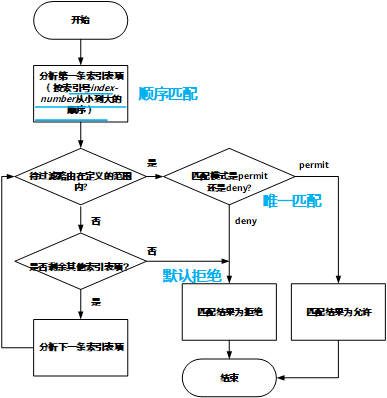 开始
分析第一条索引表项
（按索引号index-
number从小到大的
顺序）
顺序匹配
待过滤路由在定义的范围
内？
是
匹配模式是permit
还是deny？
permit
唯一匹配
否
deny
是否剩余其他索引表项？
否
默认拒绝
是
分析下一条索引表项
匹配结果为拒绝
匹配结果为允许
结束